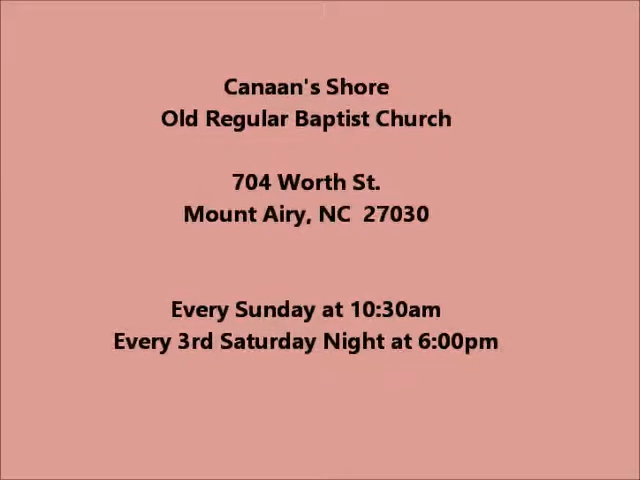 Canaan's Shore
Old Regular Baptist Church
704 Worth St.
Mount Airy, NC  27030
Every Sunday at 10:30am
Every 3rd Saturday Night at 6:00pm